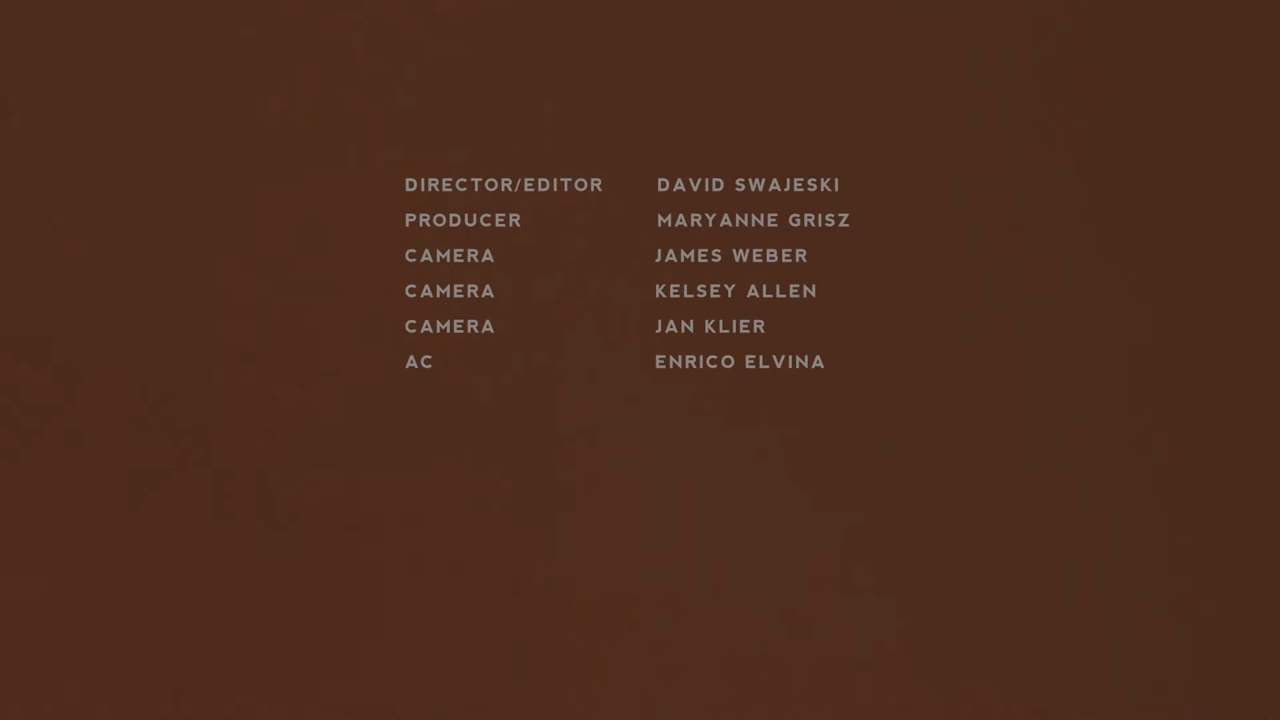 DIRECTOR/EDITOR DAVID SWAJESKI
PRODUCER MARYANNE GRISZ
CAMERA JAMES WEBER
CAMERA KELSEY ALLEN
CAMERA JAN KLIER
AC ENRICO ELVINA